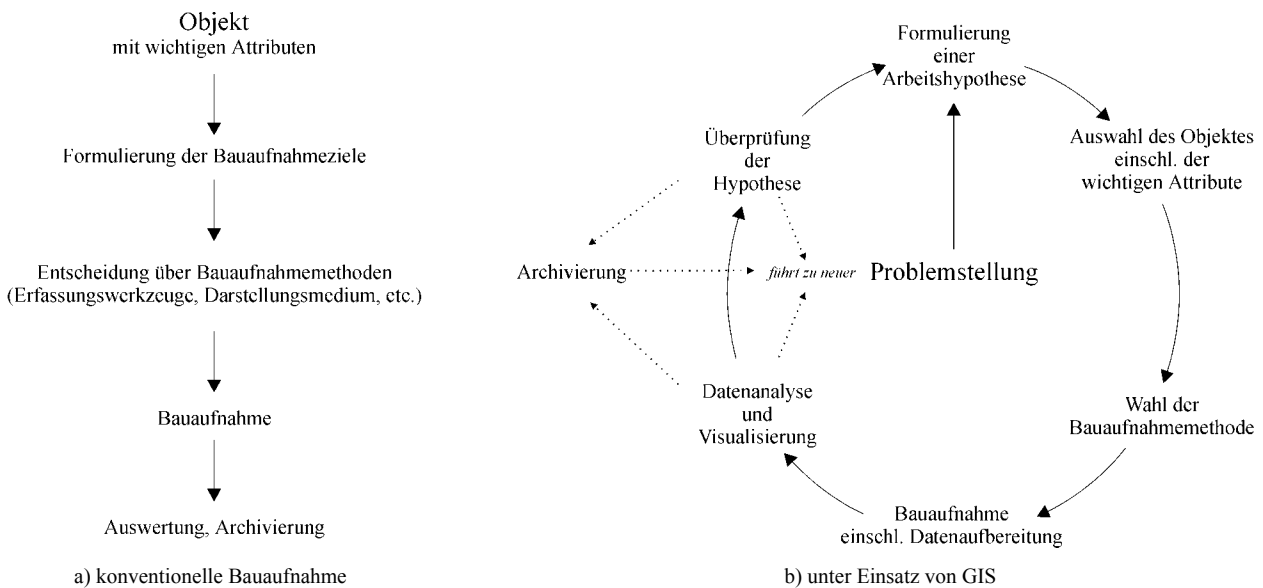 Objekt
mit wichtigen Attributen
Formulierung der Bauaufnahmeziele
Entscheidung über Bauaufnahmemethoden
(Erfassungswerkzeuge, Darstellungsmedium, etc.)
Bauaufnahme
Auswertung, Archivierung
a) konventionelle Bauaufnahme
Formulierung
einer
Arbeitshypothese
Auswahl des Objektes
einschl. der
wichtigen Attribute
Wahl der
Bauaufnahmemethode
Bauaufnahme
einschl. Datenaufbereitung
Datenanalyse
und
Visualisierung
Überprüfung
der
Hypothese
Archivierung
führt zu neuer Problemstellung
b) unter Einsatz von GIS